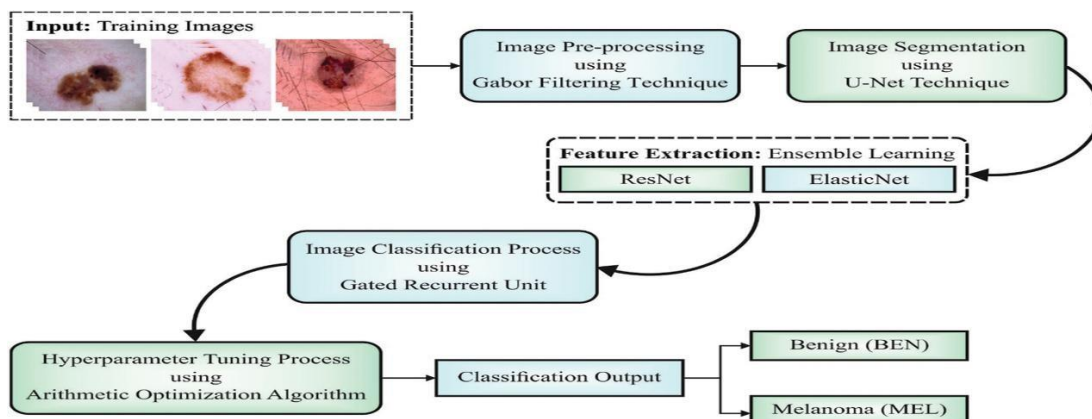 Input: Training Images
Image Pre-processing
using
Gabor Filtering Technique
Image Segmentation
using
U-Net Technique
Feature Extraction: Ensemble Learning
ResNet
ElasticNet
Image Classification Process
using
Gated Recurrent Unit
Hyperparameter Tuning Process
using
Arithmetic Optimization Algorithm
Classification Output
Benign (BEN)
Melanoma (MEL)